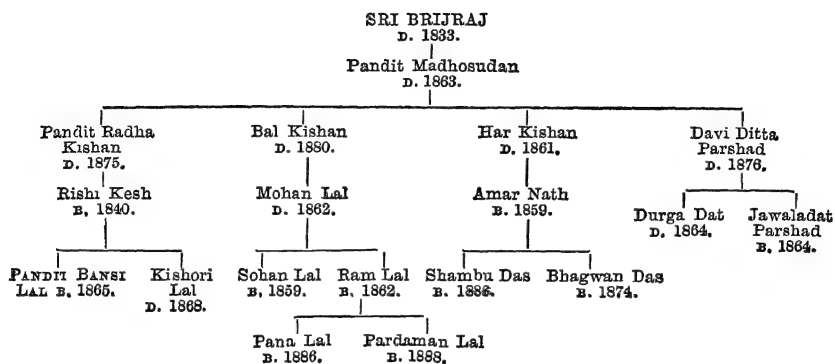 SRI BRIJRAJ
D. 1833.
Pandit Madhosudan
D. 1863.
Pandit Radha
Kishan
D. 1875.
Bal Kishan
D. 1880.
Har Kishan
D. 1861.
Davi Ditta
Parshad
D. 1876.
Rishi Kesh
B. 1840.
Mohan Lal
D. 1862.
Amar Nath
B. 1859.
Durga Dat
D. 1864.
Jawaladat
Parshad
B. 1864.
PANDIT BANSI
LAL B. 1865.
Kishori
Lal
D. 1868.
Sohan Lal
B. 1859.
Ram Lal
B. 1862.
Shambu Das
B. 1886.
Bhagwan Das
B. 1874.
Pana Lal
B. 1886.
Pardaman Lal
B. 1888.